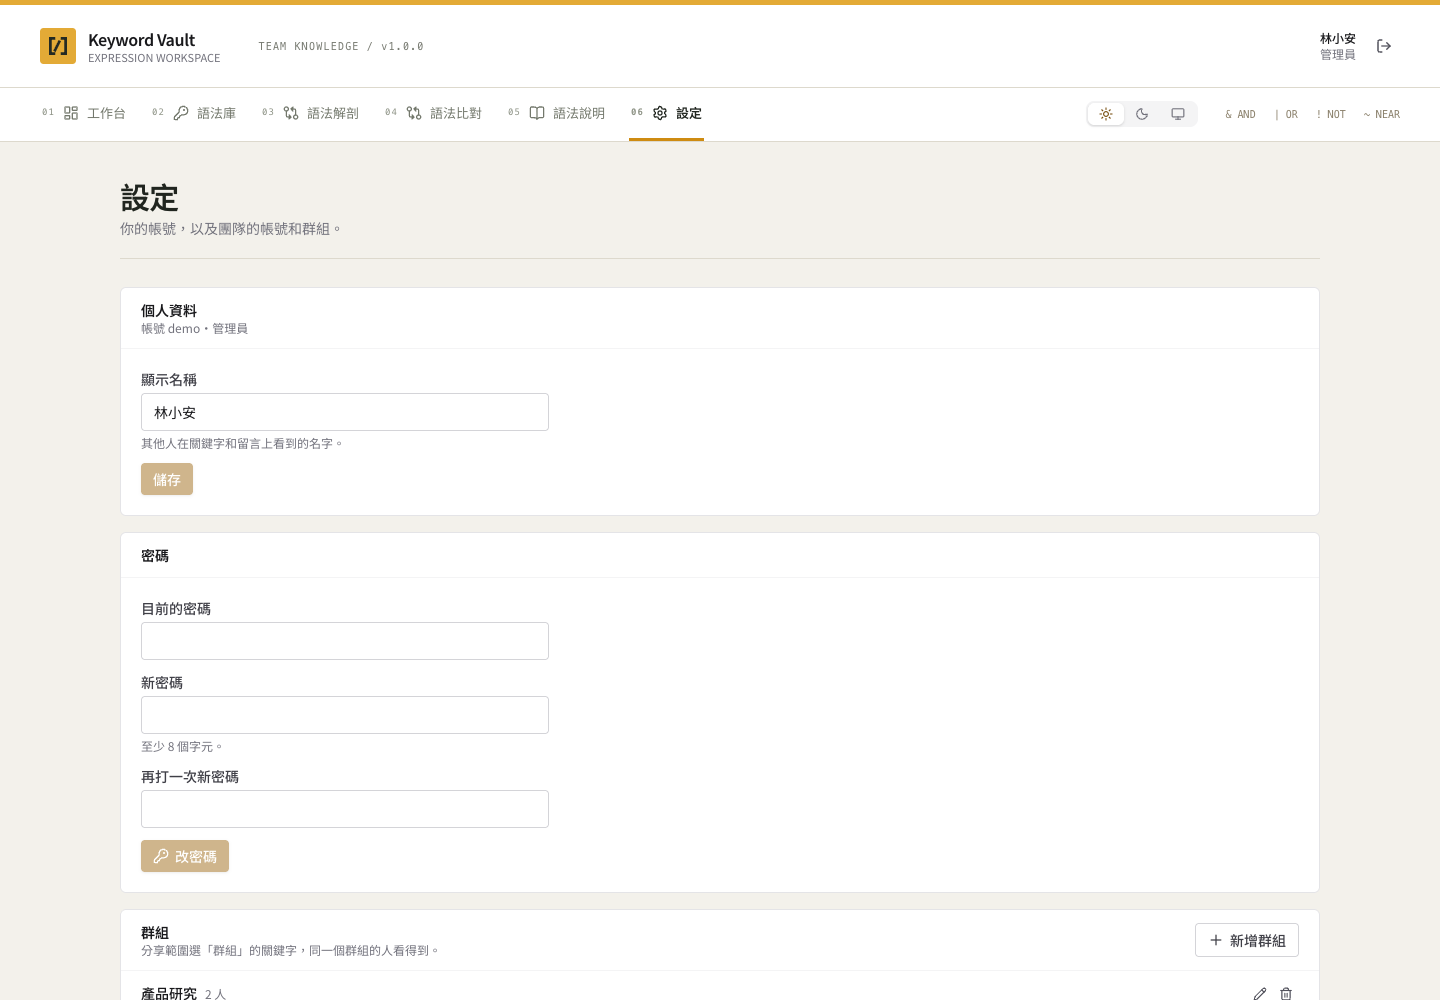 [/]
Keyword Vault
EXPRESSION WORKSPACE
TEAM KNOWLEDGE / v1.0.0
林小安
管理員
01 工作台
02 語法庫
03 語法解剖
04 語法比對
05 語法說明
06 設定
& AND
| OR
! NOT
~ NEAR
設定
你的帳號，以及團隊的帳號和群組。
個人資料
帳號 demo・管理員
顯示名稱
林小安
其他人在關鍵字和留言上看到的名字。
儲存
密碼
目前的密碼
新密碼
至少 8 個字元。
再打一次新密碼
改密碼
群組
分享範圍選「群組」的關鍵字，同一個群組的人看得到。
新增群組
產品研究 2 人